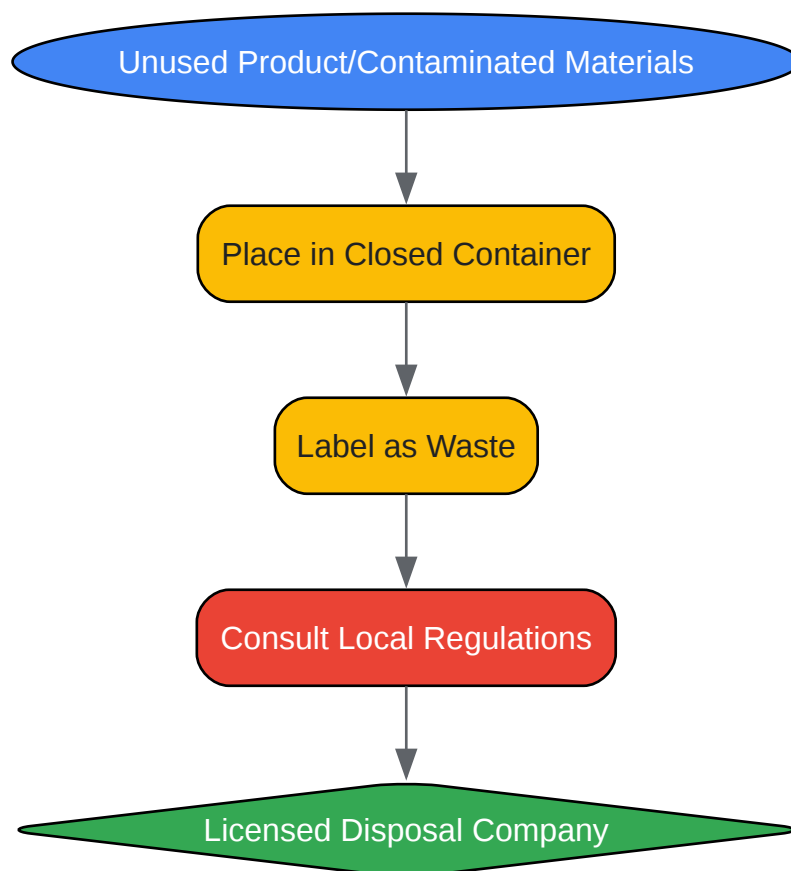 Unused Product/Contaminated Materials
Place in Closed Container
Label as Waste
Consult Local Regulations
Licensed Disposal Company